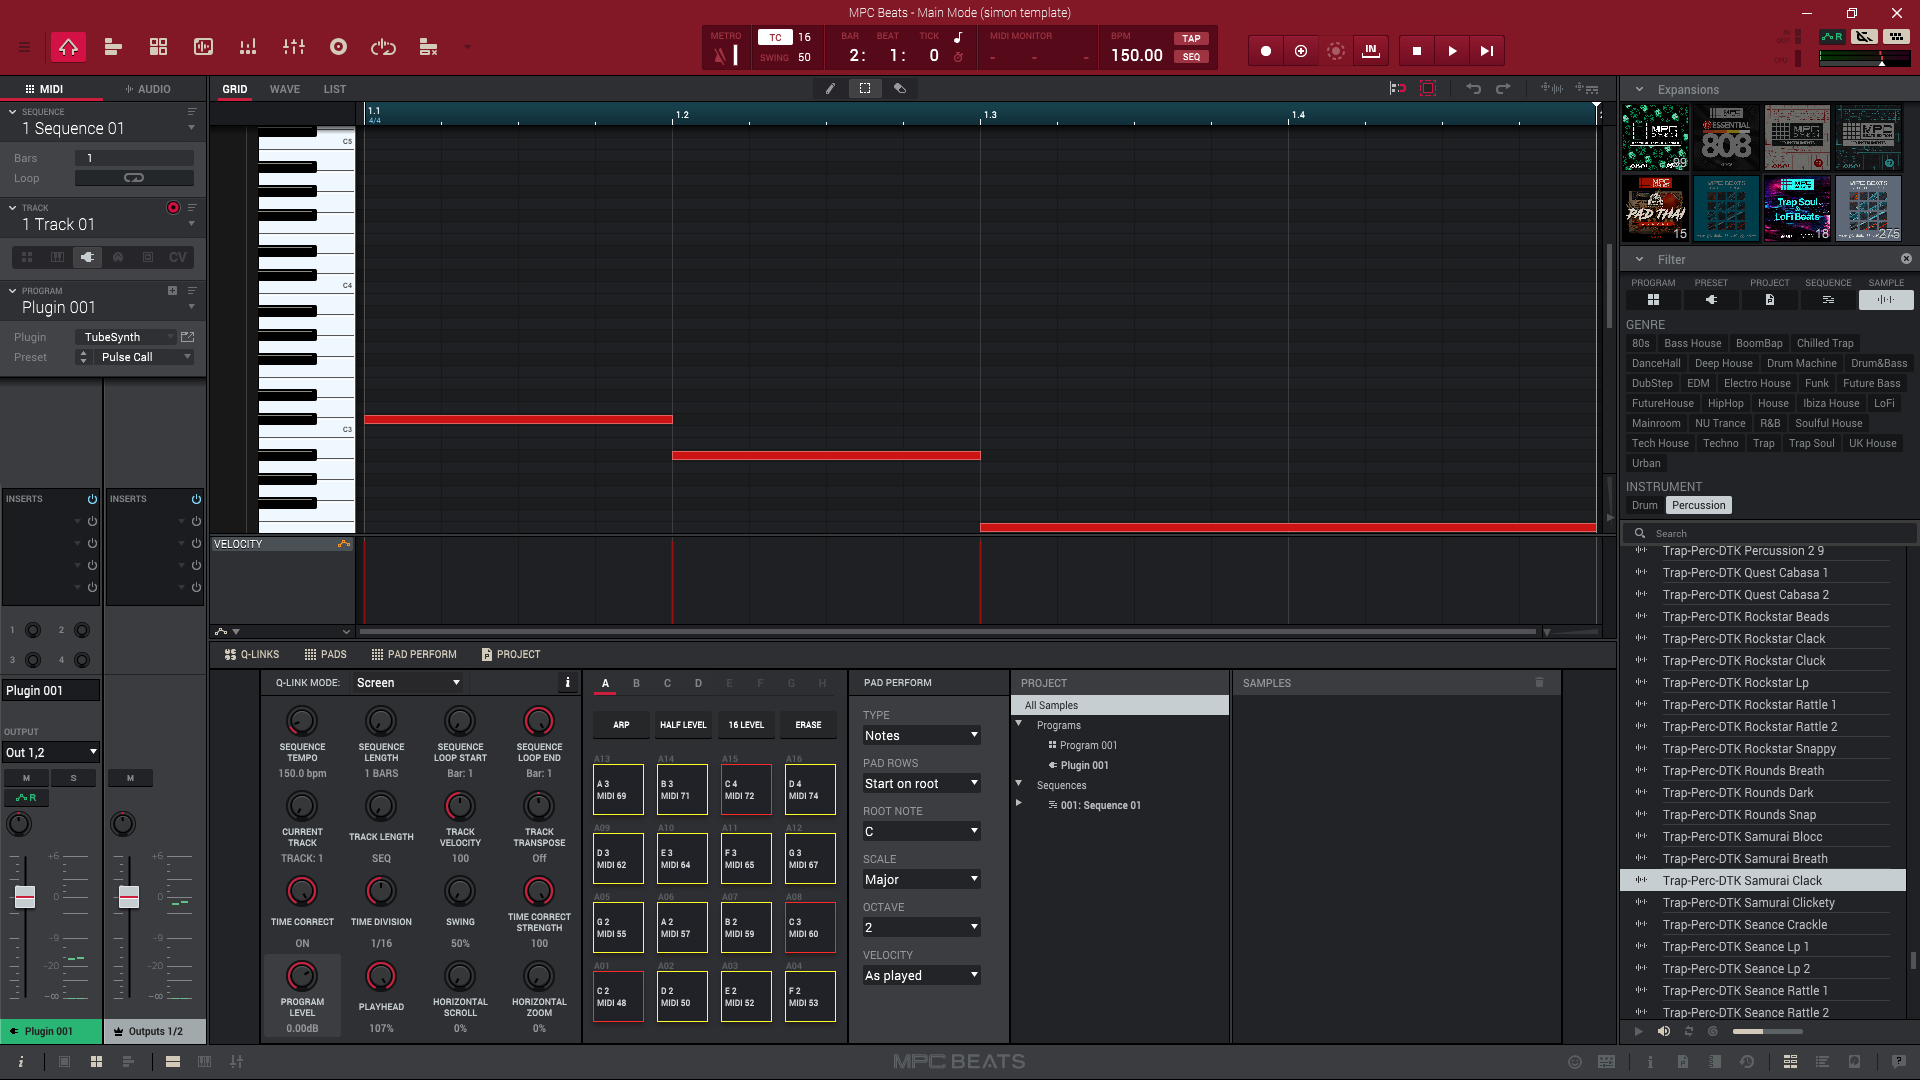 MPC Beats - Main Mode (simon template)
METRO
TC
16
SWING
50
BAR
BEAT
TICK
2:
1:
0
MIDI MONITOR
BPM
150.00
TAP
SEQ
IN
R
MIDI
AUDIO
GRID
WAVE
LIST
Expansions
SEQUENCE
1 Sequence 01
Bars
1
Loop
TRACK
1 Track 01
CV
PROGRAM
Plugin 001
Plugin
TubeSynth
Preset
Pulse Call
1.1
4/4
1.2
1.3
1.4
C5
C4
C3
VELOCITY
MPC
ESSENTIAL
808
99
PAD THAI
15
MPC BEATS
Trap Soul
LoFi Beats
18
MPC BEATS
275
Filter
PROGRAM
PRESET
PROJECT
SEQUENCE
SAMPLE
GENRE
80s
Bass House
BoomBap
Chilled Trap
DanceHall
Deep House
Drum Machine
Drum&Bass
DubStep
EDM
Electro House
Funk
Future Bass
FutureHouse
HipHop
House
Ibiza House
LoFi
Mainroom
NU Trance
R&B
Soulful House
Tech House
Techno
Trap
Trap Soul
UK House
Urban
INSTRUMENT
Drum
Percussion
Search
Trap-Perc-DTK Percussion 2 9
Trap-Perc-DTK Quest Cabasa 1
Trap-Perc-DTK Quest Cabasa 2
Trap-Perc-DTK Rockstar Beads
Trap-Perc-DTK Rockstar Clack
Trap-Perc-DTK Rockstar Cluck
Trap-Perc-DTK Rockstar Lp
Trap-Perc-DTK Rockstar Rattle 1
Trap-Perc-DTK Rockstar Rattle 2
Trap-Perc-DTK Rockstar Snappy
Trap-Perc-DTK Rounds Breath
Trap-Perc-DTK Rounds Dark
Trap-Perc-DTK Rounds Snap
Trap-Perc-DTK Samurai Blocc
Trap-Perc-DTK Samurai Breath
Trap-Perc-DTK Samurai Clack
Trap-Perc-DTK Samurai Clickety
Trap-Perc-DTK Seance Crackle
Trap-Perc-DTK Seance Lp 1
Trap-Perc-DTK Seance Lp 2
Trap-Perc-DTK Seance Rattle 1
Trap-Perc-DTK Seance Rattle 2
INSERTS
INSERTS
1
2
3
4
Plugin 001
OUTPUT
Out 1,2
M
S
M
R
+6
0
-9
-20
-∞
+6
0
-9
-20
-∞
Plugin 001
Outputs 1/2
Q-LINKS
PADS
PAD PERFORM
PROJECT
Q-LINK MODE:
Screen
SEQUENCE TEMPO
150.0 bpm
SEQUENCE LENGTH
1 BARS
SEQUENCE LOOP START
Bar: 1
SEQUENCE LOOP END
Bar: 1
CURRENT TRACK
TRACK: 1
TRACK LENGTH
SEQ
TRACK VELOCITY
100
TRACK TRANSPOSE
Off
TIME CORRECT
ON
TIME DIVISION
1/16
SWING
50%
TIME CORRECT STRENGTH
100
PROGRAM LEVEL
0.00dB
PLAYHEAD
107%
HORIZONTAL SCROLL
0%
HORIZONTAL ZOOM
0%
A
B
C
D
E
F
G
H
ARP
HALF LEVEL
16 LEVEL
ERASE
A13
A14
A15
A16
A 3
MIDI 69
B 3
MIDI 71
C 4
MIDI 72
D 4
MIDI 74
A09
A10
A11
A12
D 3
MIDI 62
E 3
MIDI 64
F 3
MIDI 65
G 3
MIDI 67
A05
A06
A07
A08
G 2
MIDI 55
A 2
MIDI 57
B 2
MIDI 59
C 3
MIDI 60
A01
A02
A03
A04
C 2
MIDI 48
D 2
MIDI 50
E 2
MIDI 52
F 2
MIDI 53
PAD PERFORM
TYPE
Notes
PAD ROWS
Start on root
ROOT NOTE
C
SCALE
Major
OCTAVE
2
VELOCITY
As played
PROJECT
All Samples
Programs
Program 001
Plugin 001
Sequences
001: Sequence 01
SAMPLES
MPC BEATS